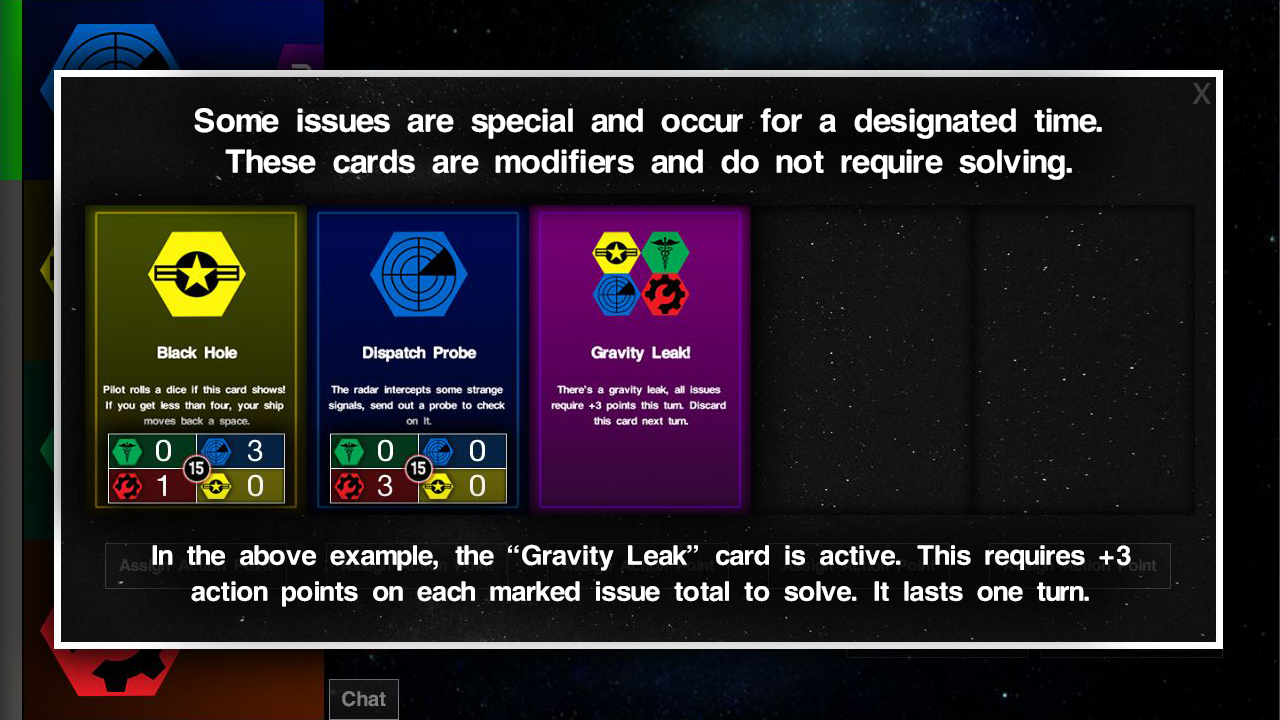 X
Some issues are special and occur for a designated time.
These cards are modifiers and do not require solving.
Black Hole
Pilot rolls a dice if this card shows!
If you get less than four, your ship
moves back a space.
0 3
15
1 0
Dispatch Probe
The radar intercepts some strange
signals, send out a probe to check
on it.
0 0
15
3 0
Gravity Leak!
There's a gravity leak, all issues
require +3 points this turn. Discard
this card next turn.
In the above example, the “Gravity Leak” card is active. This requires +3
action points on each marked issue total to solve. It lasts one turn.
Chat